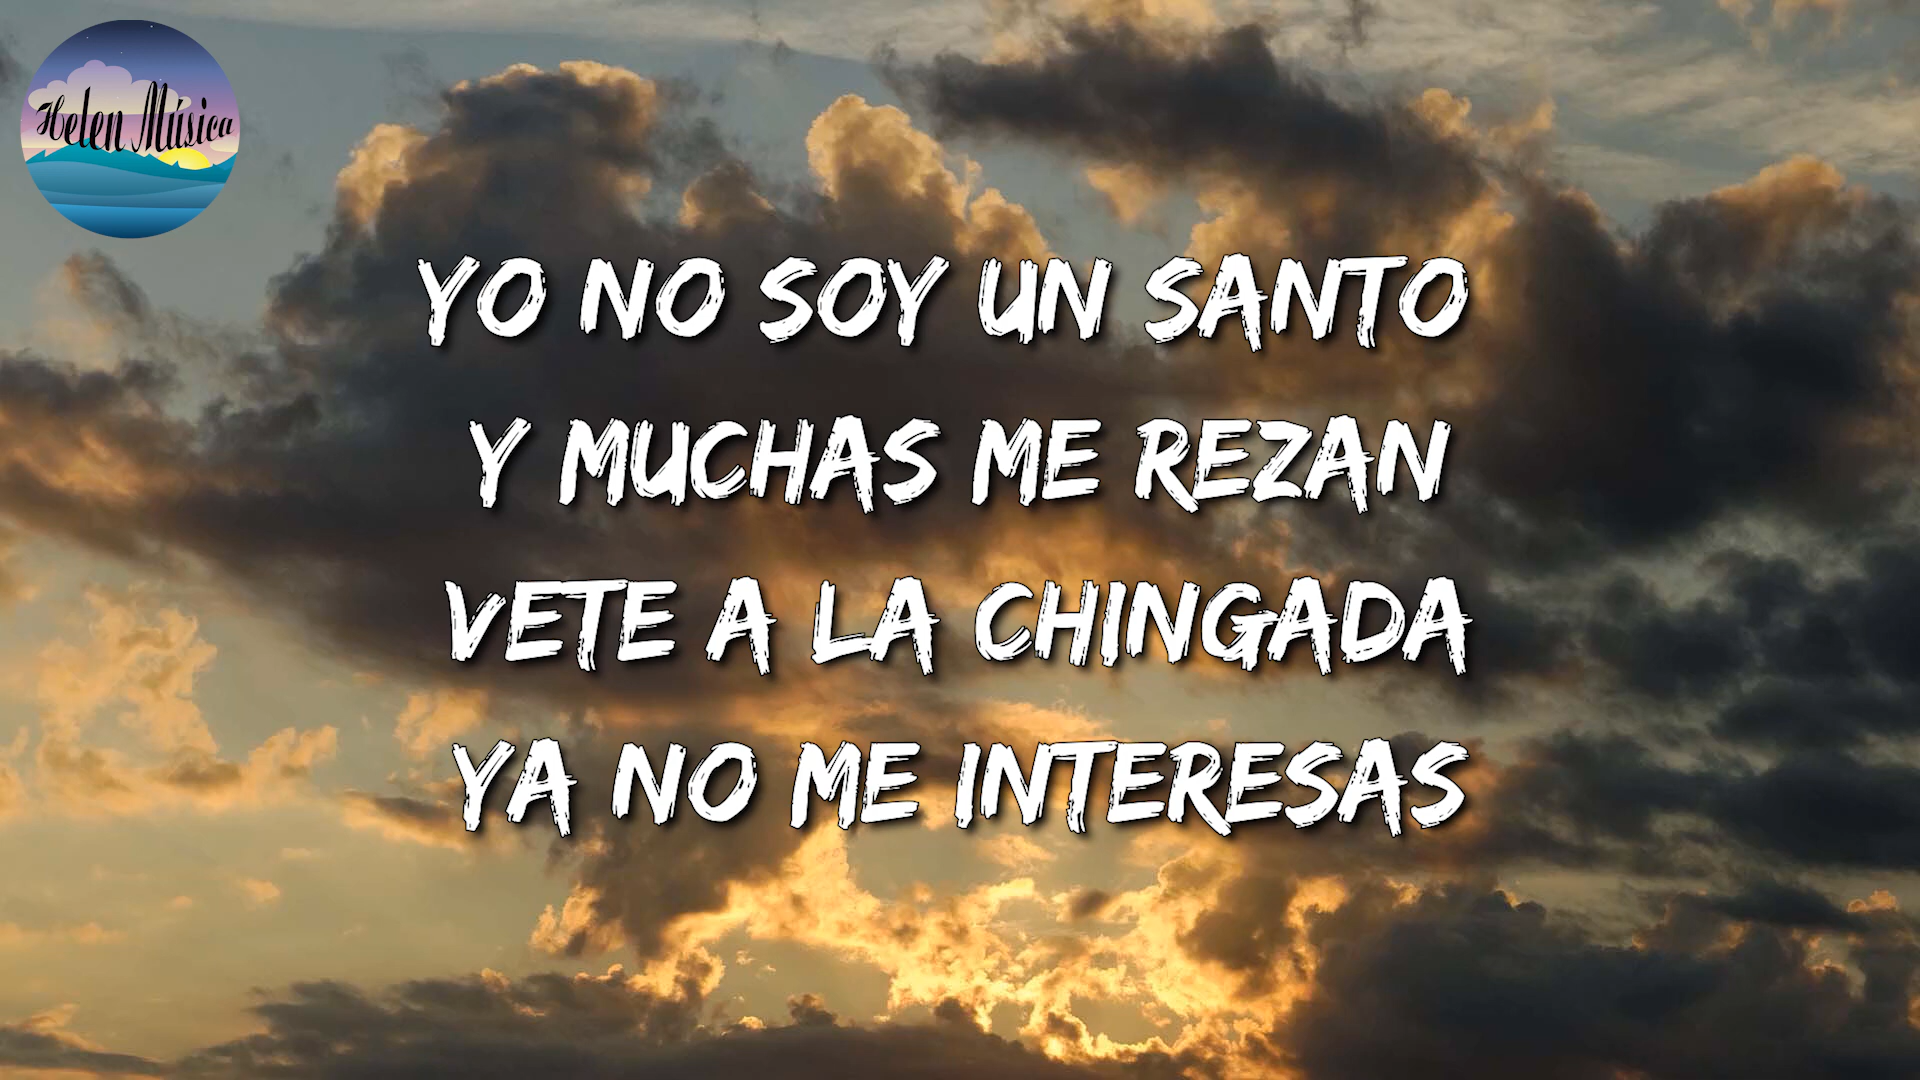 Helen Música
YO NO SOY UN SANTO
Y MUCHAS ME REZAN
VETE A LA CHINGADA
YA NO ME INTERESAS